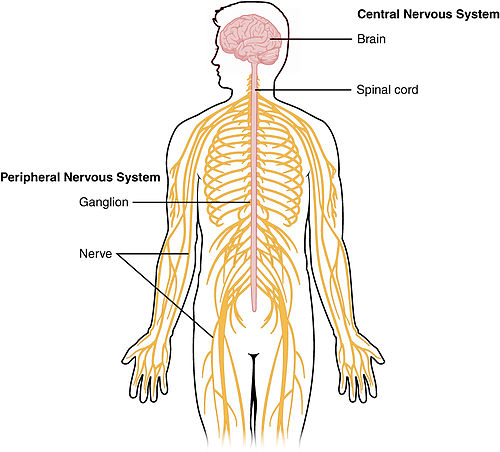 Central Nervous System
Brain
Spinal cord
Peripheral Nervous System
Ganglion
Nerve